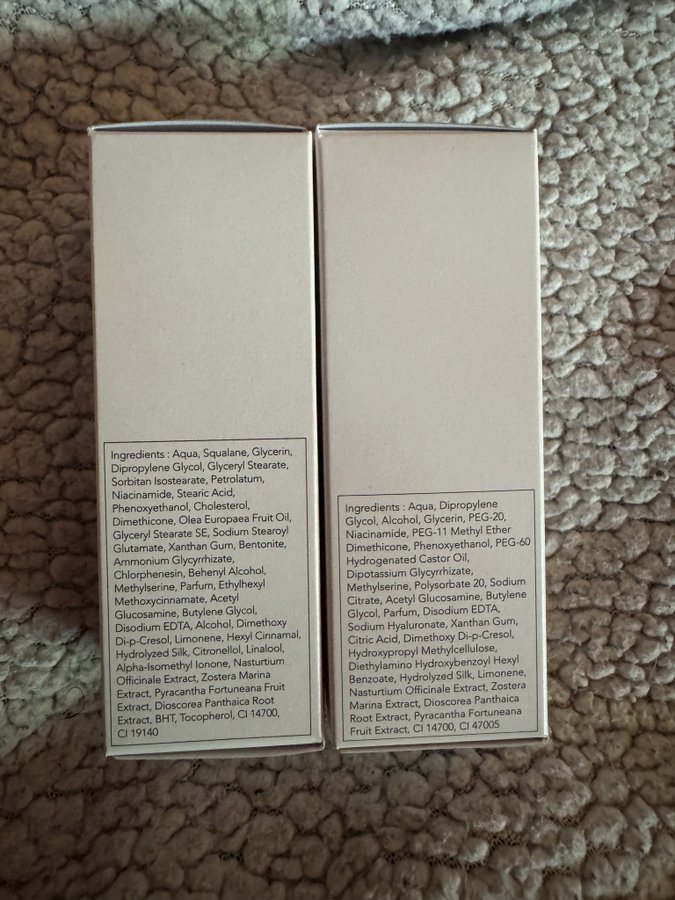 Ingredients : Aqua, Squalane, Glycerin,
Dipropylene Glycol, Glyceryl Stearate,
Sorbitan Isostearate, Petrolatum,
Niacinamide, Stearic Acid,
Phenoxyethanol, Cholesterol,
Dimethicone, Olea Europaea Fruit Oil,
Glyceryl Stearate SE, Sodium Stearoyl
Glutamate, Xanthan Gum, Bentonite,
Ammonium Glycyrrhizate,
Chlorphenesin, Behenyl Alcohol,
Methylserine, Parfum, Ethylhexyl
Methoxycinnamate, Acetyl
Glucosamine, Butylene Glycol,
Disodium EDTA, Alcohol, Dimethoxy
Di-p-Cresol, Limonene, Hexyl Cinnamal,
Hydrolyzed Silk, Citronellol, Linalool,
Alpha-Isomethyl Ionone, Nasturtium
Officinale Extract, Zostera Marina
Extract, Pyracantha Fortuneana Fruit
Extract, Dioscorea Panthaica Root
Extract, BHT, Tocopherol, CI 14700,
CI 19140
Ingredients : Aqua, Dipropylene
Glycol, Alcohol, Glycerin, PEG-20,
Niacinamide, PEG-11 Methyl Ether
Dimethicone, Phenoxyethanol, PEG-60
Hydrogenated Castor Oil,
Dipotassium Glycyrrhizate,
Methylserine, Polysorbate 20, Sodium
Citrate, Acetyl Glucosamine, Butylene
Glycol, Parfum, Disodium EDTA,
Sodium Hyaluronate, Xanthan Gum,
Citric Acid, Dimethoxy Di-p-Cresol,
Hydroxypropyl Methylcellulose,
Diethylamino Hydroxybenzoyl Hexyl
Benzoate, Hydrolyzed Silk, Limonene,
Nasturtium Officinale Extract, Zostera
Marina Extract, Dioscorea Panthaica
Root Extract, Pyracantha Fortuneana
Fruit Extract, CI 14700, CI 47005